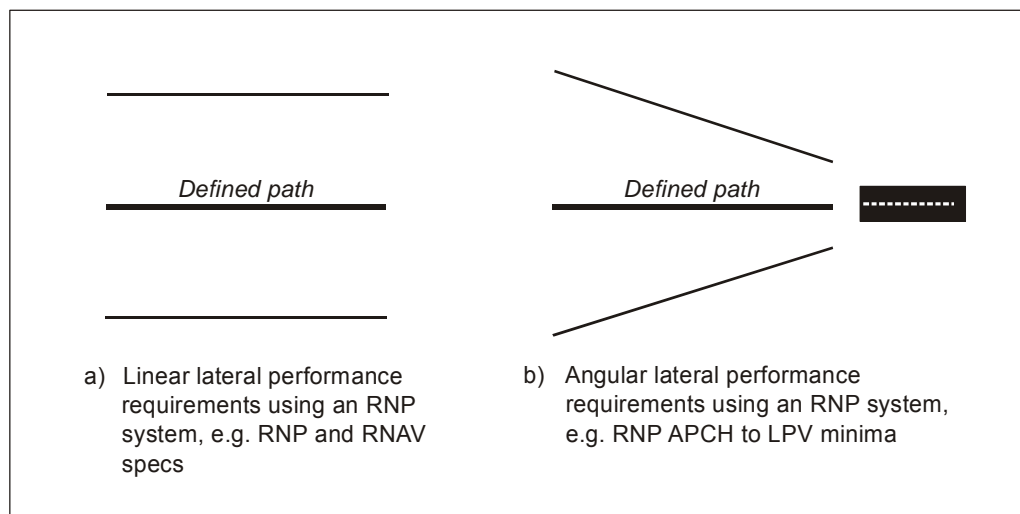 Defined path
Defined path
a) Linear lateral performance
requirements using an RNP
system, e.g. RNP and RNAV
specs
b) Angular lateral performance
requirements using an RNP system,
e.g. RNP APCH to LPV minima